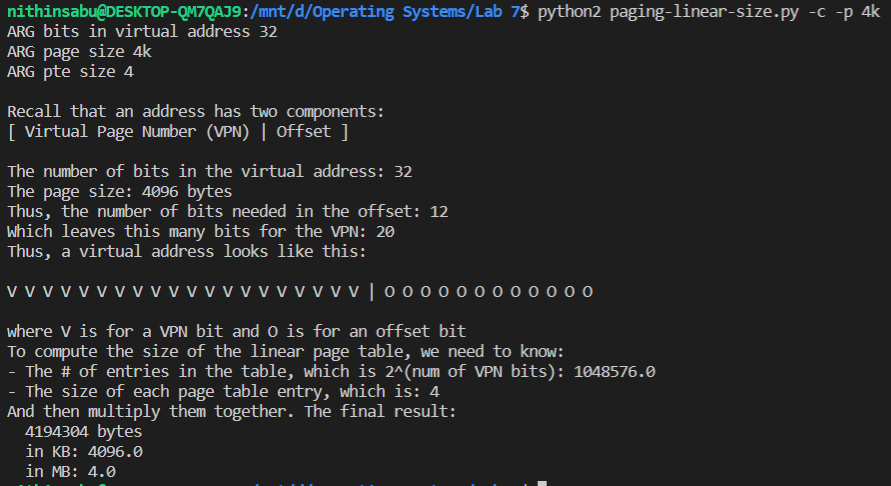 nithinsabu@DESKTOP-QM7QAJ9:/mnt/d/Operating Systems/Lab 7$ python2 paging-linear-size.py -c -p 4k
ARG bits in virtual address 32
ARG page size 4k
ARG pte size 4
Recall that an address has two components:
[ Virtual Page Number (VPN) | Offset ]
The number of bits in the virtual address: 32
The page size: 4096 bytes
Thus, the number of bits needed in the offset: 12
Which leaves this many bits for the VPN: 20
Thus, a virtual address looks like this:
V V V V V V V V V V V V V V V V V V V V | O O O O O O O O O O O O
where V is for a VPN bit and O is for an offset bit
To compute the size of the linear page table, we need to know:
- The # of entries in the table, which is 2^(num of VPN bits): 1048576.0
- The size of each page table entry, which is: 4
And then multiply them together. The final result:
4194304 bytes
in KB: 4096.0
in MB: 4.0